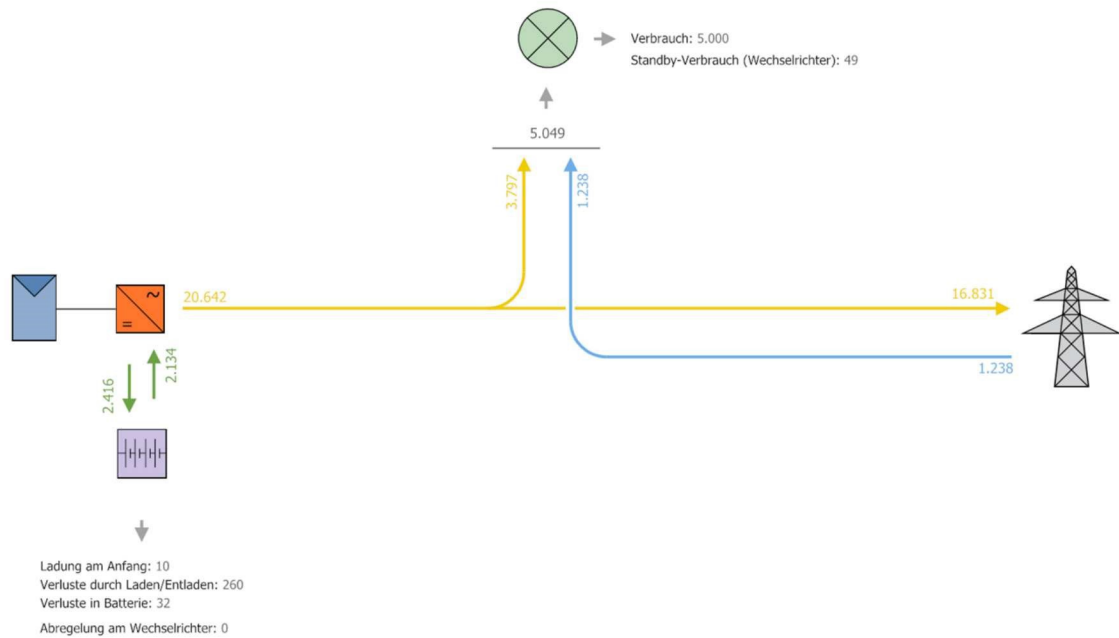 Verbrauch: 5.000
Standby-Verbrauch (Wechselrichter): 49
5.049
3.797
1.238
20.642
16.831
1.238
2.416
2.134
~
=
Ladung am Anfang: 10
Verluste durch Laden/Entladen: 260
Verluste in Batterie: 32
Abregelung am Wechselrichter: 0